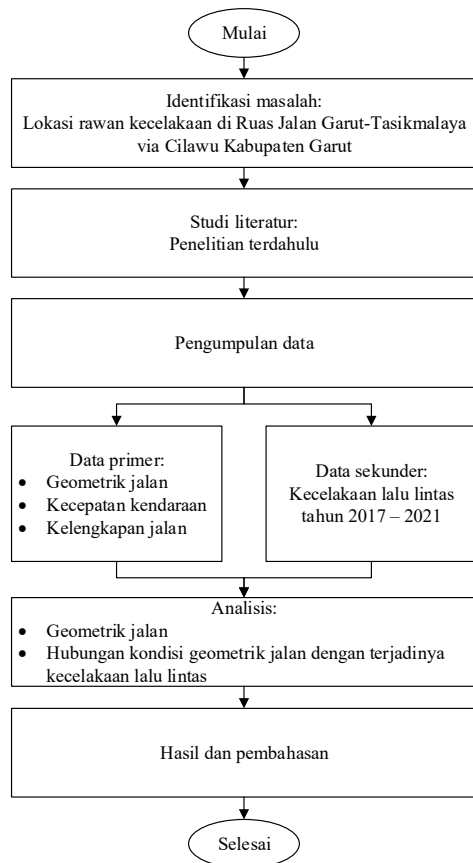 Mulai
Identifikasi masalah:
Lokasi rawan kecelakaan di Ruas Jalan Garut-Tasikmalaya
via Cilawu Kabupaten Garut
Studi literatur:
Penelitian terdahulu
Pengumpulan data
Data primer:
• Geometrik jalan
• Kecepatan kendaraan
• Kelengkapan jalan
Data sekunder:
Kecelakaan lalu lintas
tahun 2017 – 2021
Analisis:
• Geometrik jalan
• Hubungan kondisi geometrik jalan dengan terjadinya
kecelakaan lalu lintas
Hasil dan pembahasan
Selesai